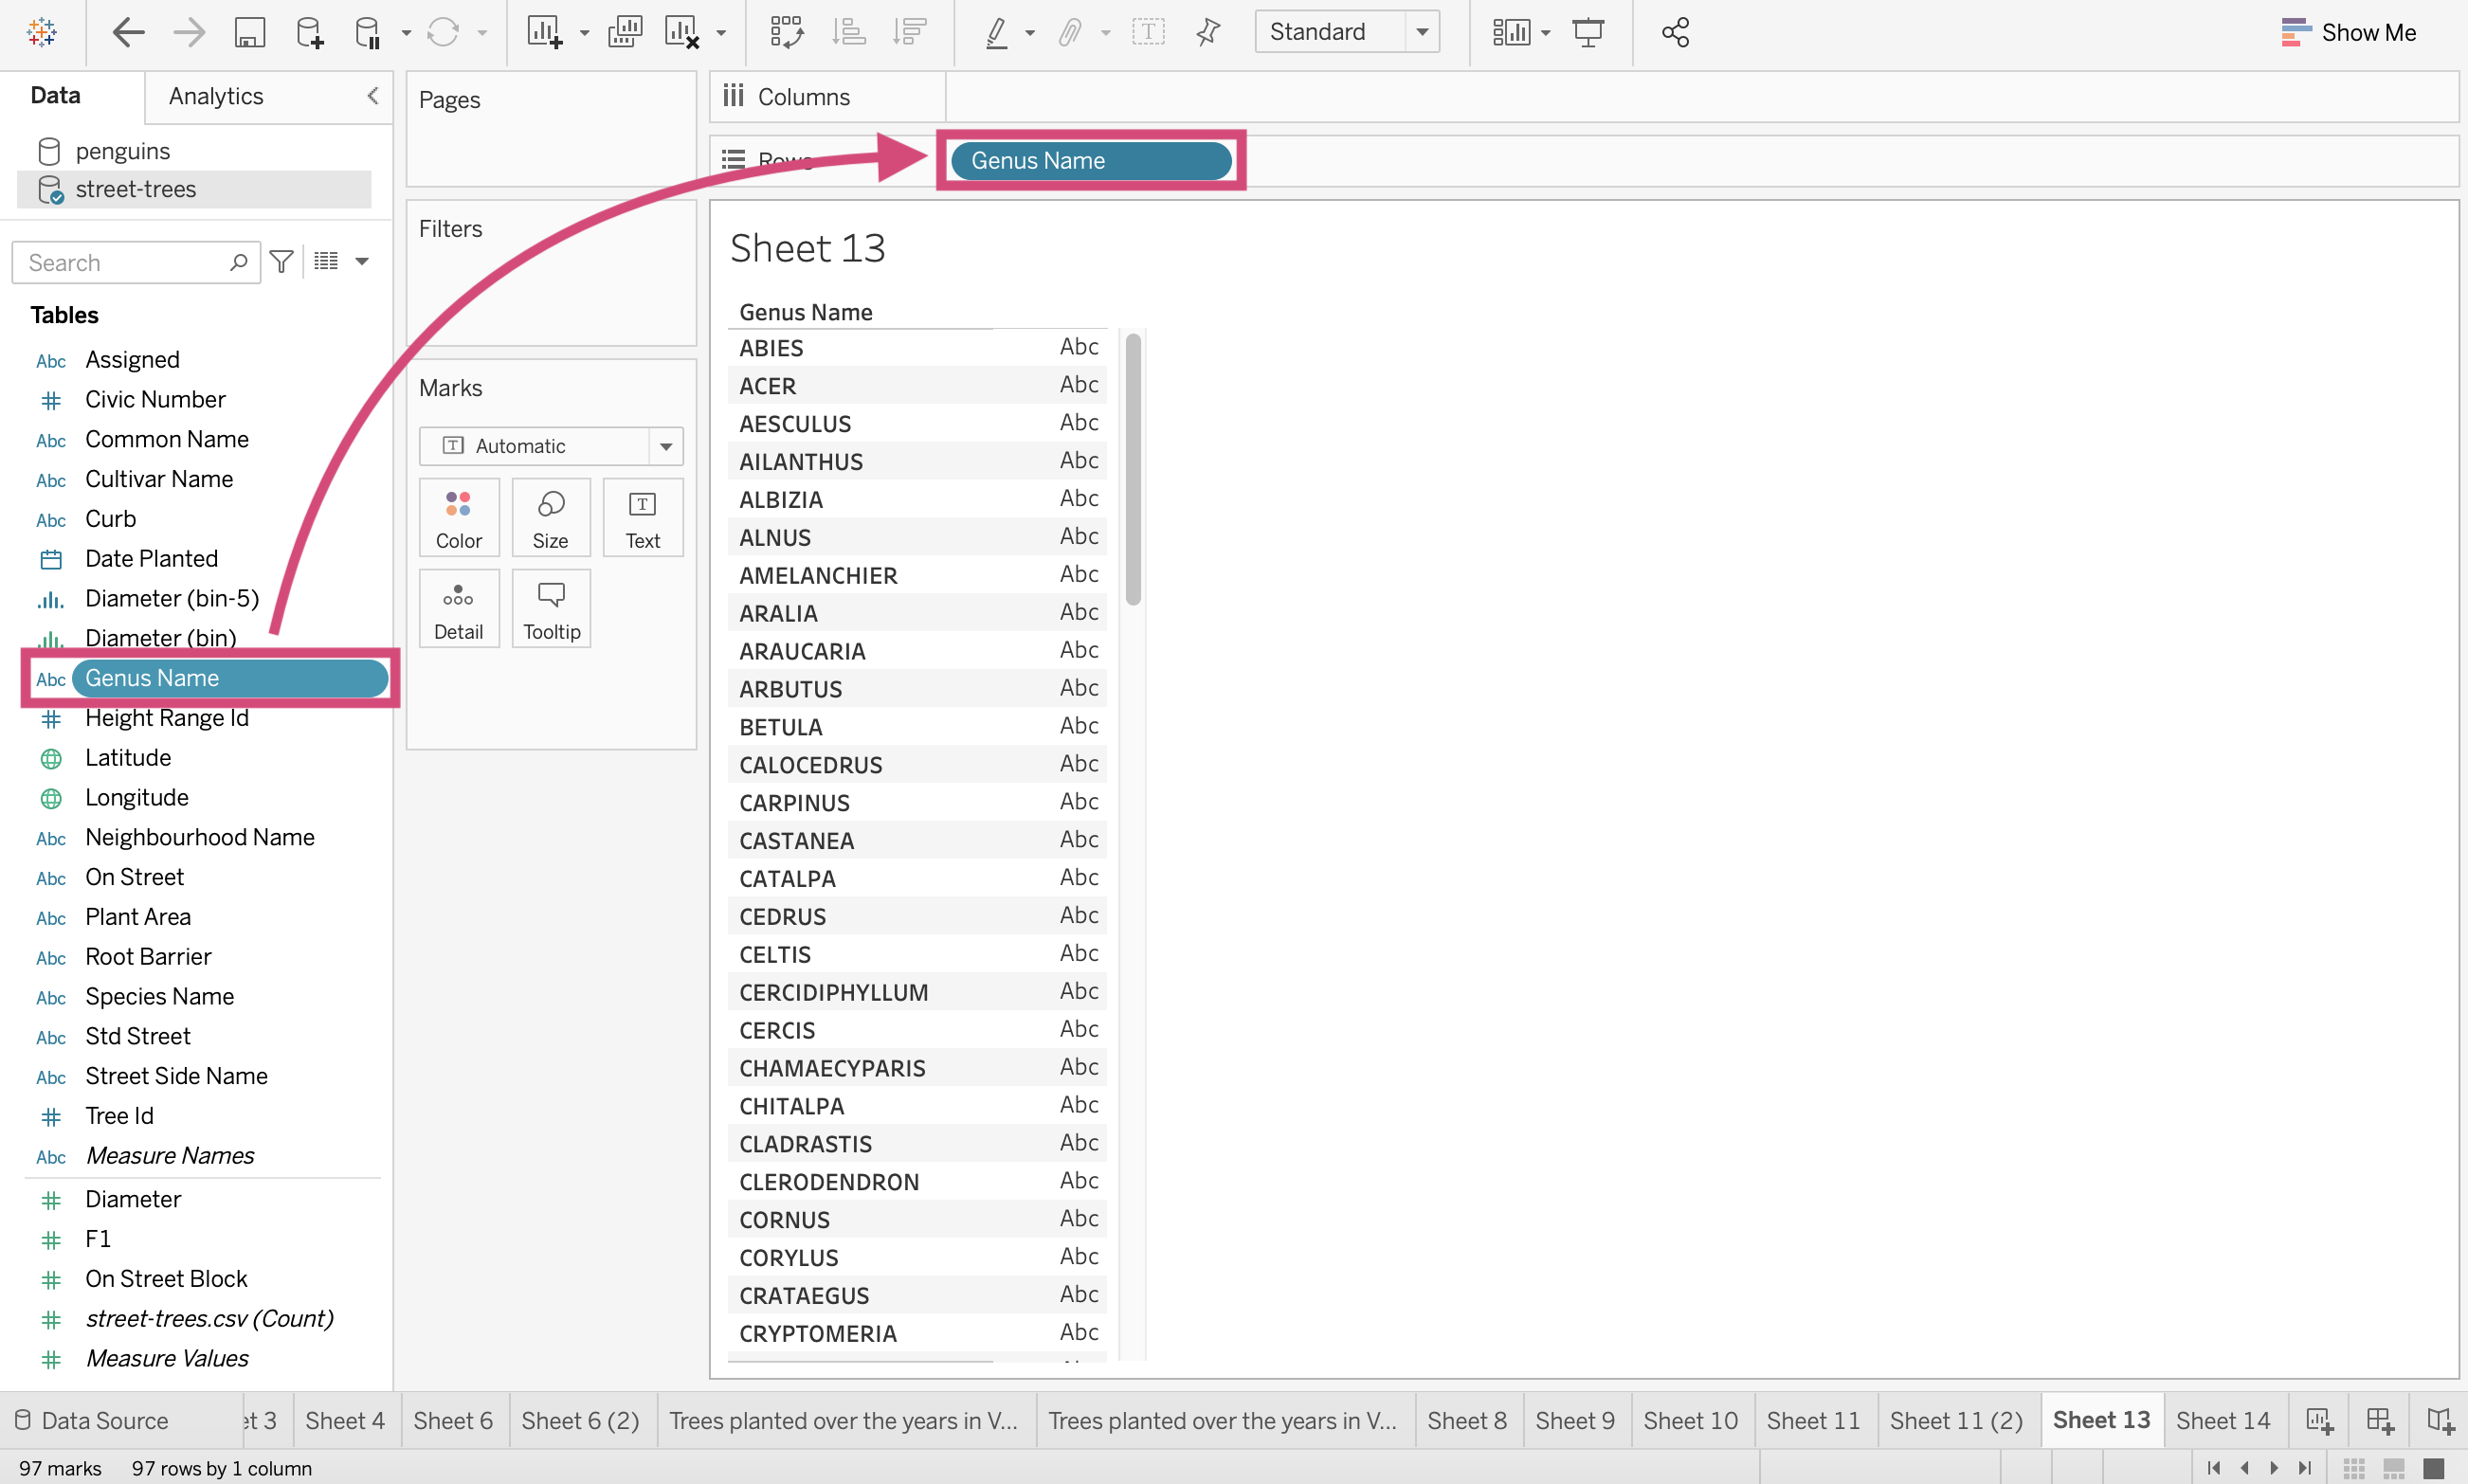 Standard
Show Me
Data
Analytics
penguins
street-trees
Search
Tables
Abc Assigned
Civic Number
Abc Common Name
Abc Cultivar Name
Abc Curb
Date Planted
Diameter (bin-5)
Diameter (bin)
Abc Genus Name
Height Range Id
Latitude
Longitude
Abc Neighbourhood Name
Abc On Street
Abc Plant Area
Abc Root Barrier
Abc Species Name
Abc Std Street
Abc Street Side Name
Tree Id
Abc Measure Names
Diameter
F1
On Street Block
street-trees.csv (Count)
Measure Values
Pages
Filters
Marks
Automatic
Color Size Text
Detail Tooltip
Columns
Rows Genus Name
Sheet 13
Genus Name
ABIES Abc
ACER Abc
AESCULUS Abc
AILANTHUS Abc
ALBIZIA Abc
ALNUS Abc
AMELANCHIER Abc
ARALIA Abc
ARAUCARIA Abc
ARBUTUS Abc
BETULA Abc
CALOCEDRUS Abc
CARPINUS Abc
CASTANEA Abc
CATALPA Abc
CEDRUS Abc
CELTIS Abc
CERCIDIPHYLLUM Abc
CERCIS Abc
CHAMAECYPARIS Abc
CHITALPA Abc
CLADRASTIS Abc
CLERODENDRON Abc
CORNUS Abc
CORYLUS Abc
CRATAEGUS Abc
CRYPTOMERIA Abc
Data Source et 3 Sheet 4 Sheet 6 Sheet 6 (2) Trees planted over the years in V... Trees planted over the years in V... Sheet 8 Sheet 9 Sheet 10 Sheet 11 Sheet 11 (2) Sheet 13 Sheet 14
97 marks 97 rows by 1 column